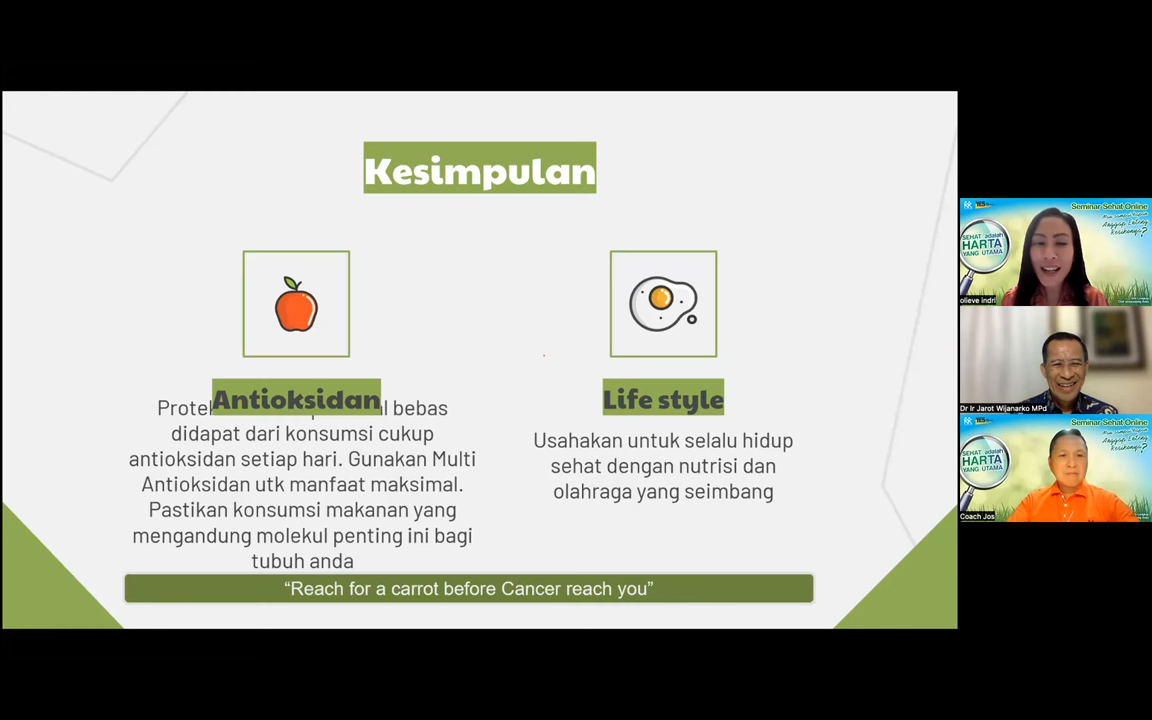 Kesimpulan
Antioksidan
bebas
didapat dari konsumsi cukup
antioksidan setiap hari. Gunakan Multi
Antioksidan utk manfaat maksimal.
Pastikan konsumsi makanan yang
mengandung molekul penting ini bagi
tubuh anda
Life style
Usahakan untuk selalu hidup
sehat dengan nutrisi dan
olahraga yang seimbang
“Reach for a carrot before Cancer reach you”
Seminar Sehat Online
SEHAT adalah
HARTA
YANG UTAMA
olieve indri
Dr Ir Jarot Wijanarko MPd
Seminar Sehat Online
SEHAT adalah
HARTA
YANG UTAMA
Coach Jos